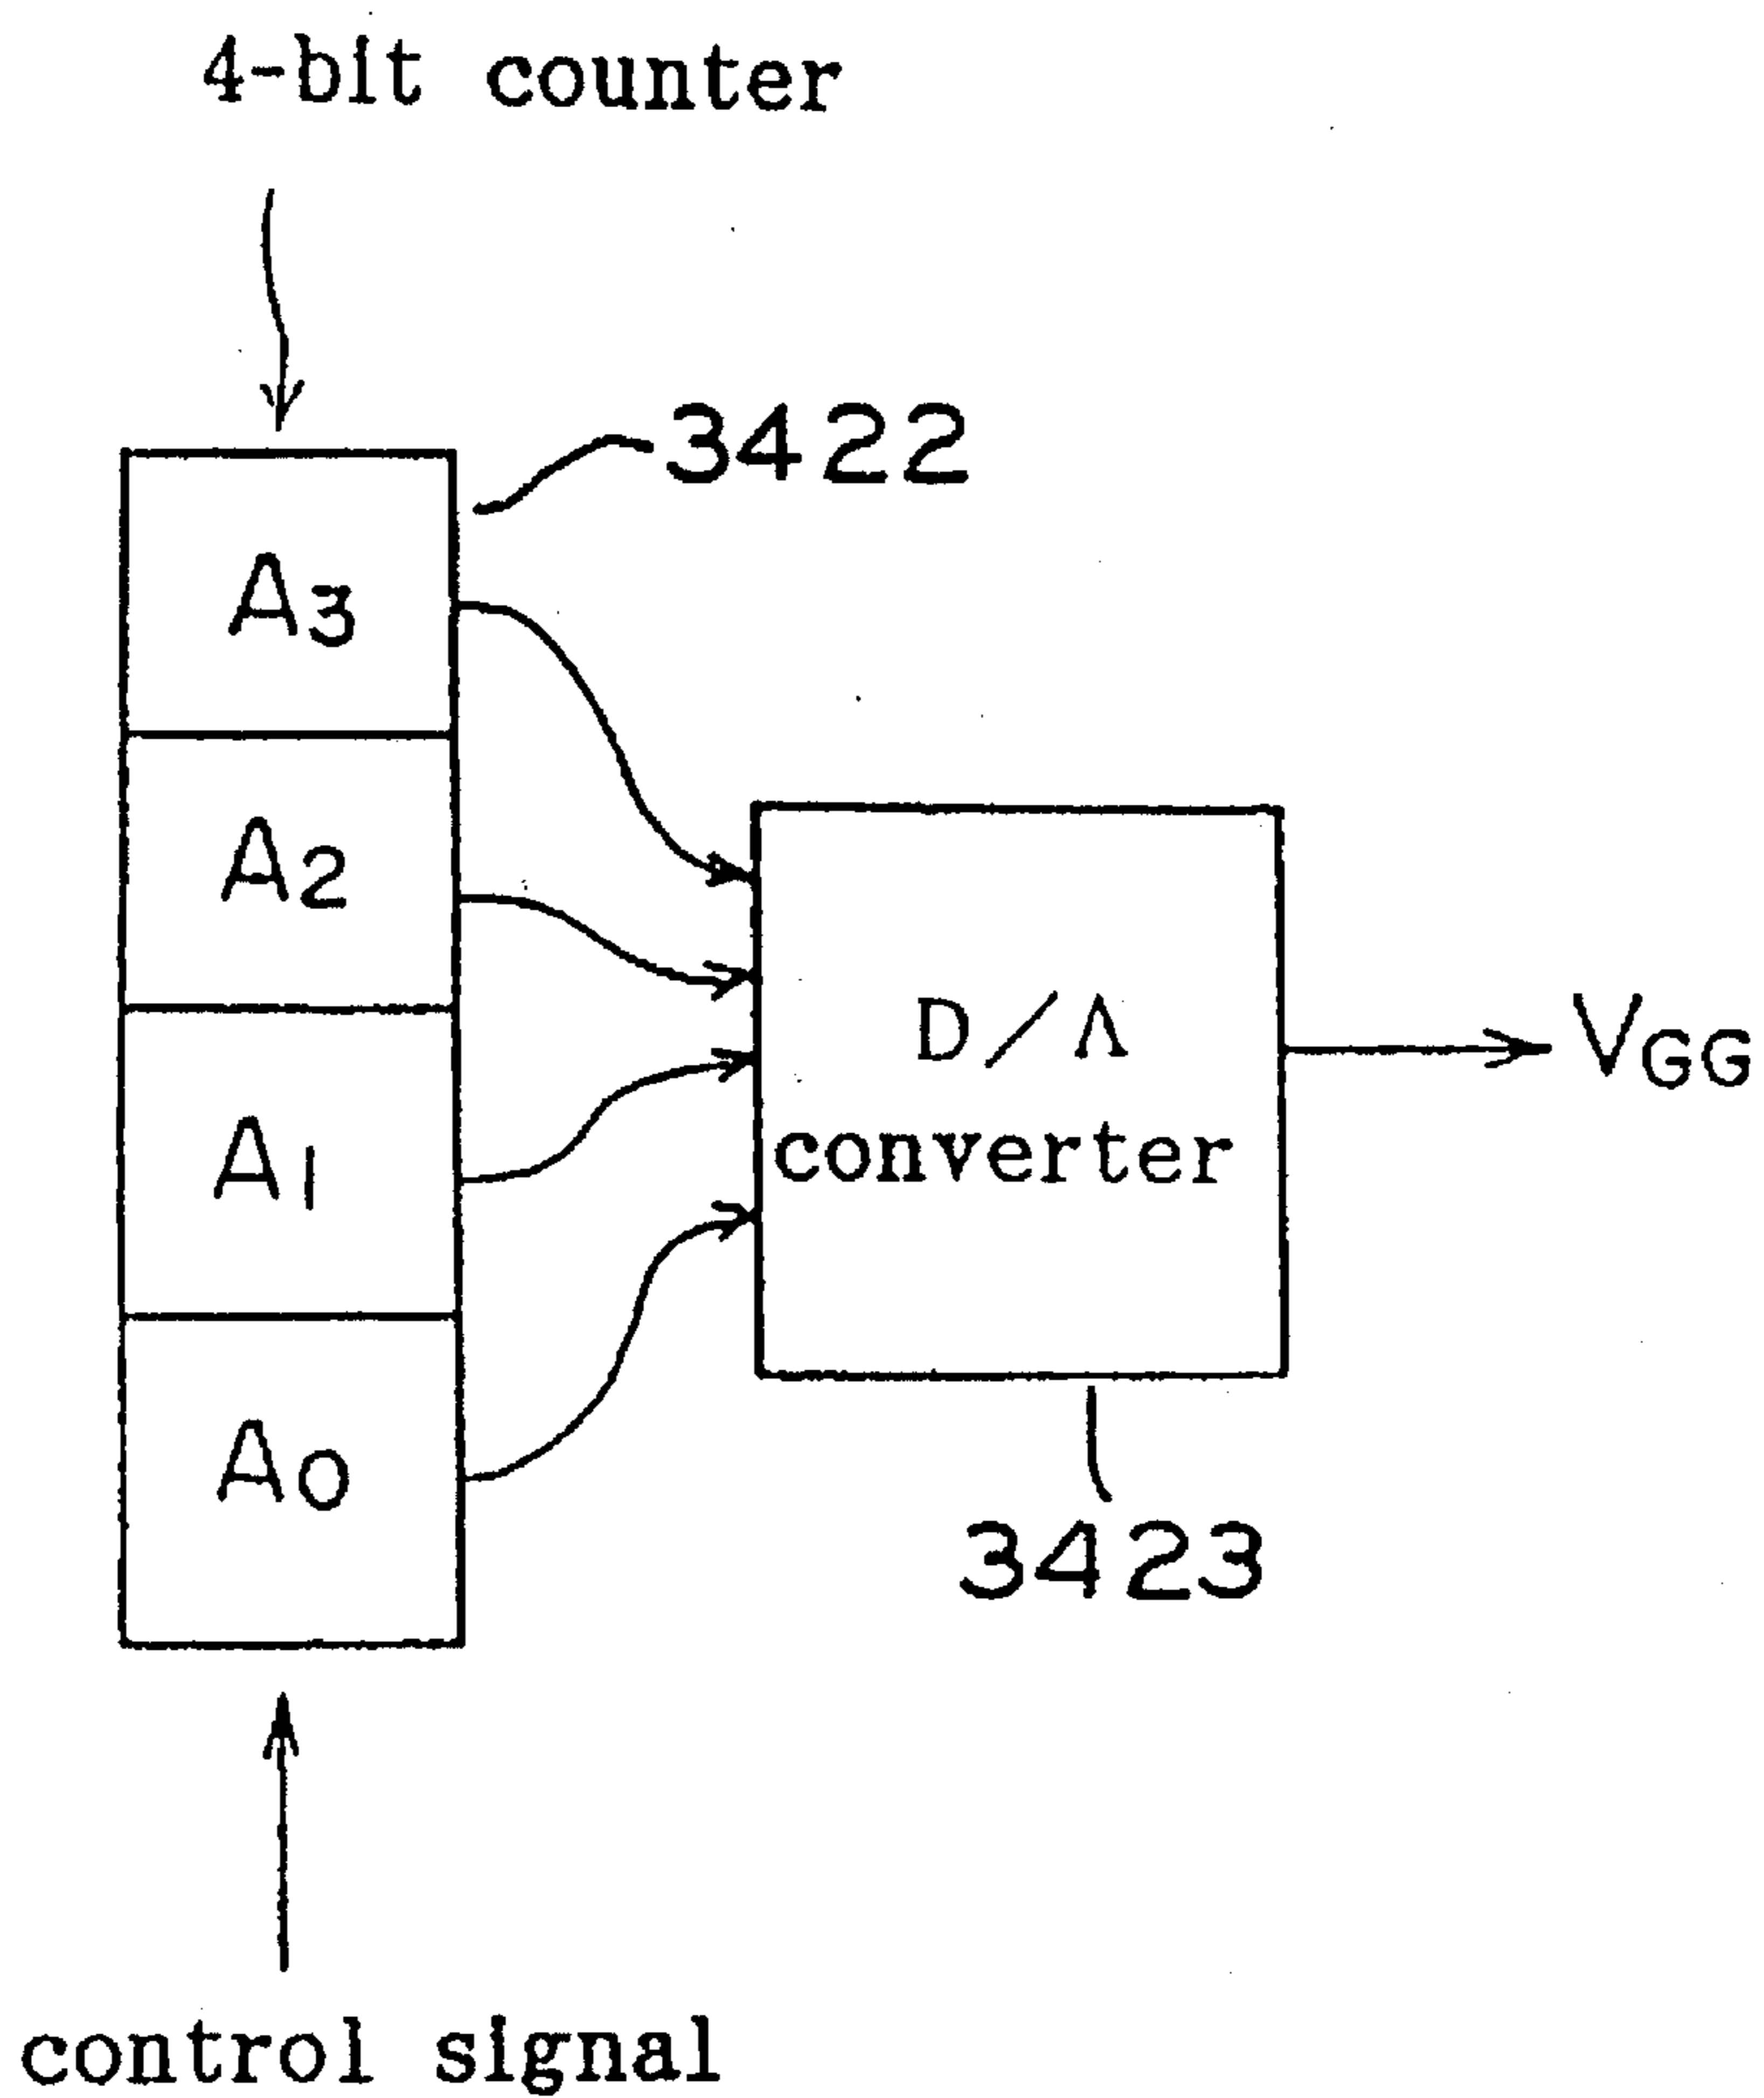 4-bit counter
3422
A3
A2
A1
A0
D/A
converter
VGG
3423
control signal